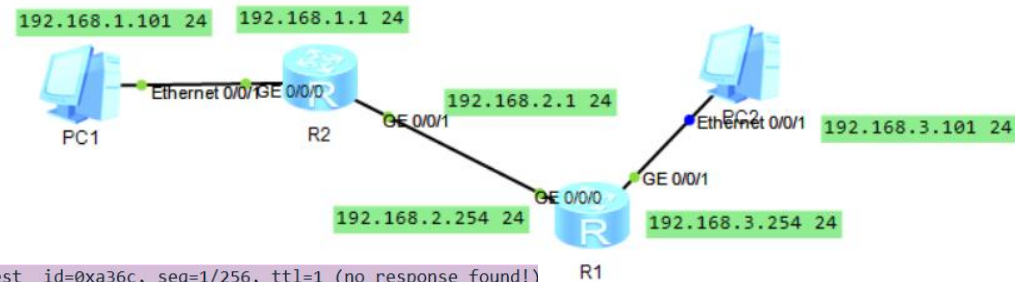 192.168.1.101 24
192.168.1.1 24
Ethernet 0/0/1
GE 0/0/0
PC1
R
R2
GE 0/0/1
192.168.2.1 24
PC2
Ethernet 0/0/1
192.168.3.101 24
GE 0/0/1
GE 0/0/0
192.168.2.254 24
R
192.168.3.254 24
R1
est id=0xa36c, seq=1/256, ttl=1 (no response found!)